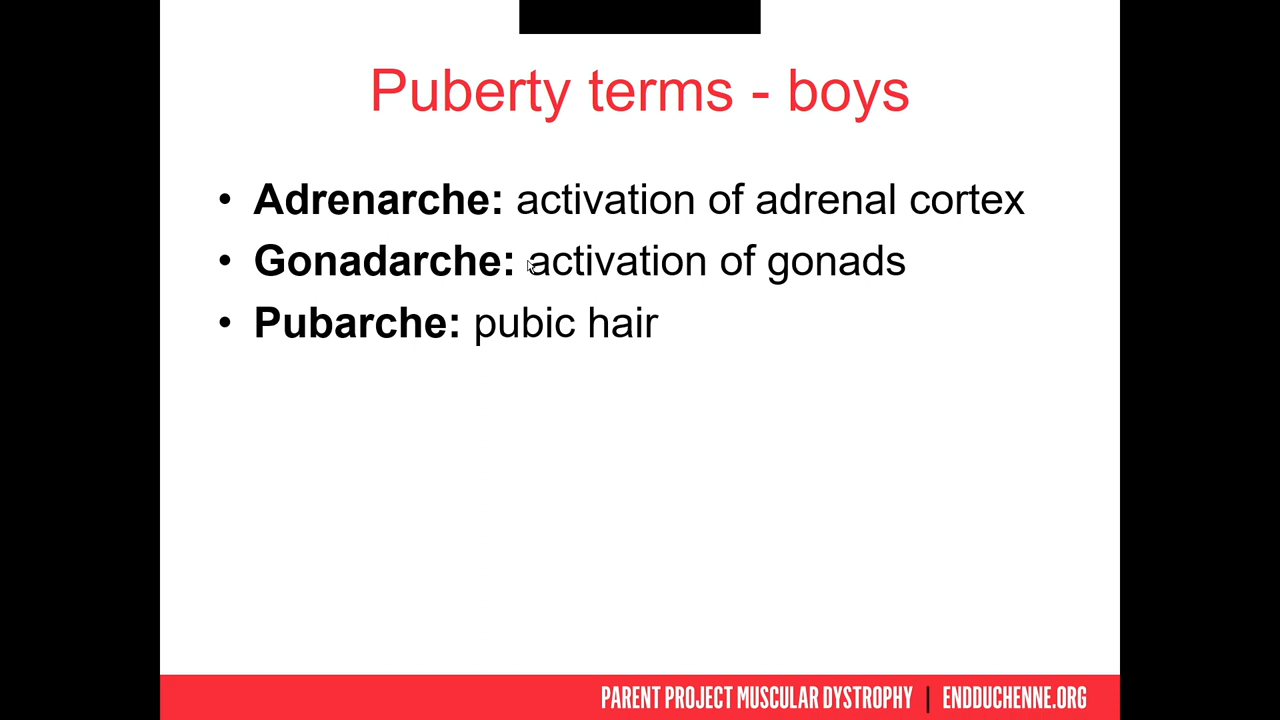 Puberty terms - boys
• Adrenarche: activation of adrenal cortex
• Gonadarche: activation of gonads
• Pubarche: pubic hair
PARENT PROJECT MUSCULAR DYSTROPHY | ENDDUCHENNE.ORG